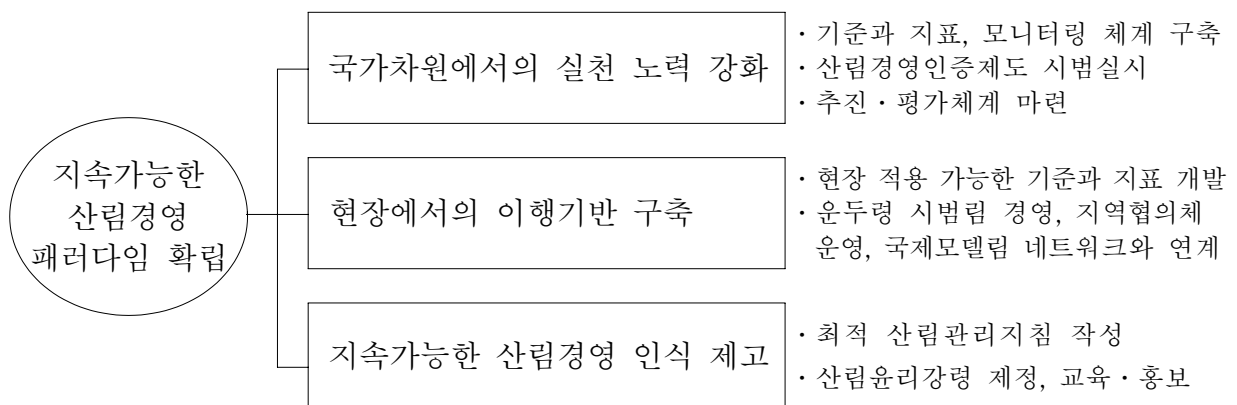 지속가능한
산림경영
패러다임 확립
국가차원에서의 실천 노력 강화
· 기준과 지표, 모니터링 체계 구축
· 산림경영인증제도 시범실시
· 추진 · 평가체계 마련
현장에서의 이행기반 구축
· 현장 적용 가능한 기준과 지표 개발
· 운두령 시범림 경영, 지역협의체
운영, 국제모델림 네트워크와 연계
지속가능한 산림경영 인식 제고
· 최적 산림관리지침 작성
· 산림윤리강령 제정, 교육 · 홍보